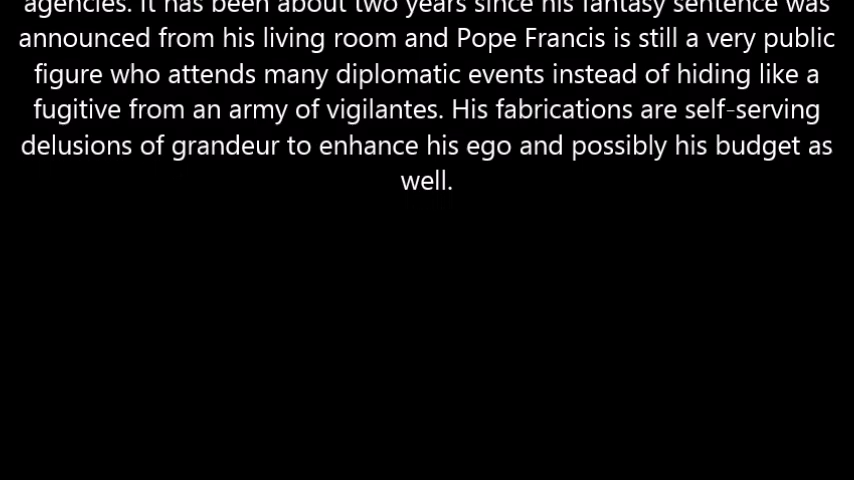 agencies. It has been about two years since his fantasy sentence was
announced from his living room and Pope Francis is still a very public
figure who attends many diplomatic events instead of hiding like a
fugitive from an army of vigilantes. His fabrications are self-serving
delusions of grandeur to enhance his ego and possibly his budget as
well.